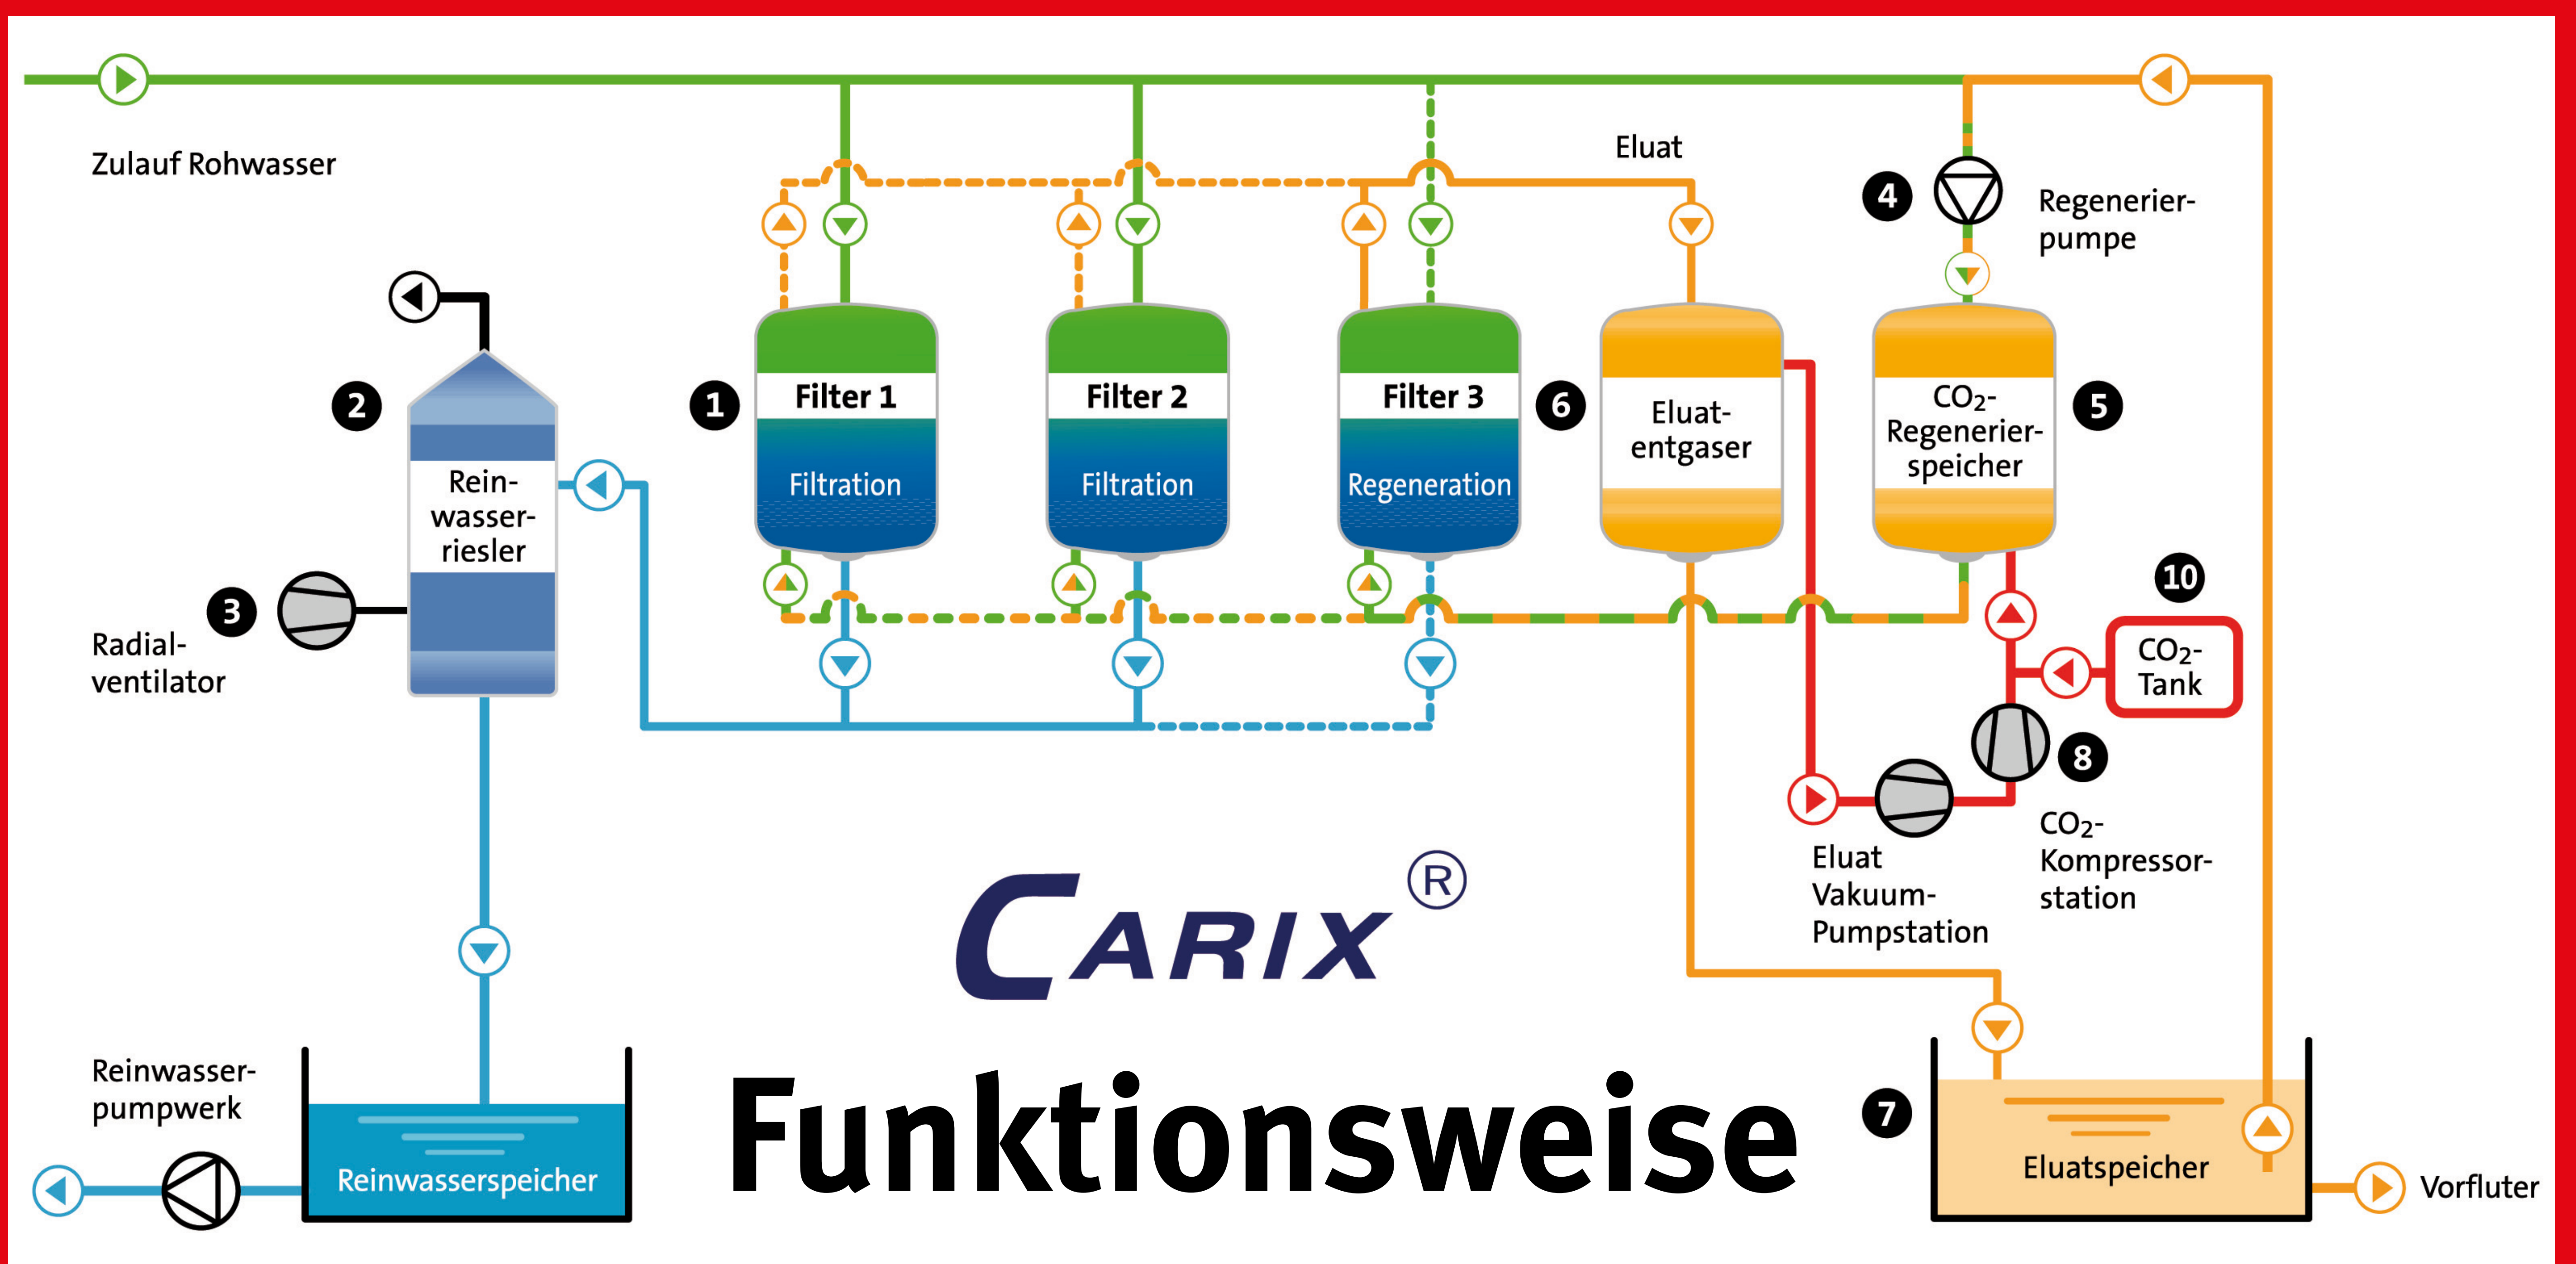 Zulauf Rohwasser
Eluat
4
Regenerier-
pumpe
2
Rein-
wasser-
riesler
3
Radial-
ventilator
1
Filter 1
Filtration
Filter 2
Filtration
Filter 3
Regeneration
6
Eluat-
entgaser
CO₂-
Regenerier-
speicher
5
10
CO₂-
Tank
8
CO₂-
Kompressor-
station
Eluat
Vakuum-
Pumpstation
CARIX ®
Funktionsweise
Reinwasser-
pumpwerk
Reinwasserspeicher
7
Eluatspeicher
Vorfluter